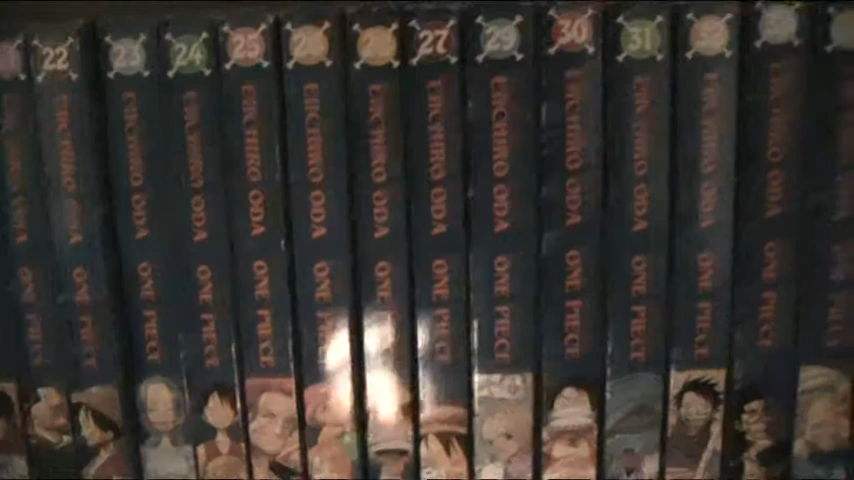 22 EIICHIRO ODA ONE PIECE
23 EIICHIRO ODA ONE PIECE
24 EIICHIRO ODA ONE PIECE
25 EIICHIRO ODA ONE PIECE
EIICHIRO ODA ONE PIECE
EIICHIRO ODA ONE PIECE
27 EIICHIRO ODA ONE PIECE
29 EIICHIRO ODA ONE PIECE
30 EIICHIRO ODA ONE PIECE
31 EIICHIRO ODA ONE PIECE
32 EIICHIRO ODA ONE PIECE
EIICHIRO ODA ONE PIECE